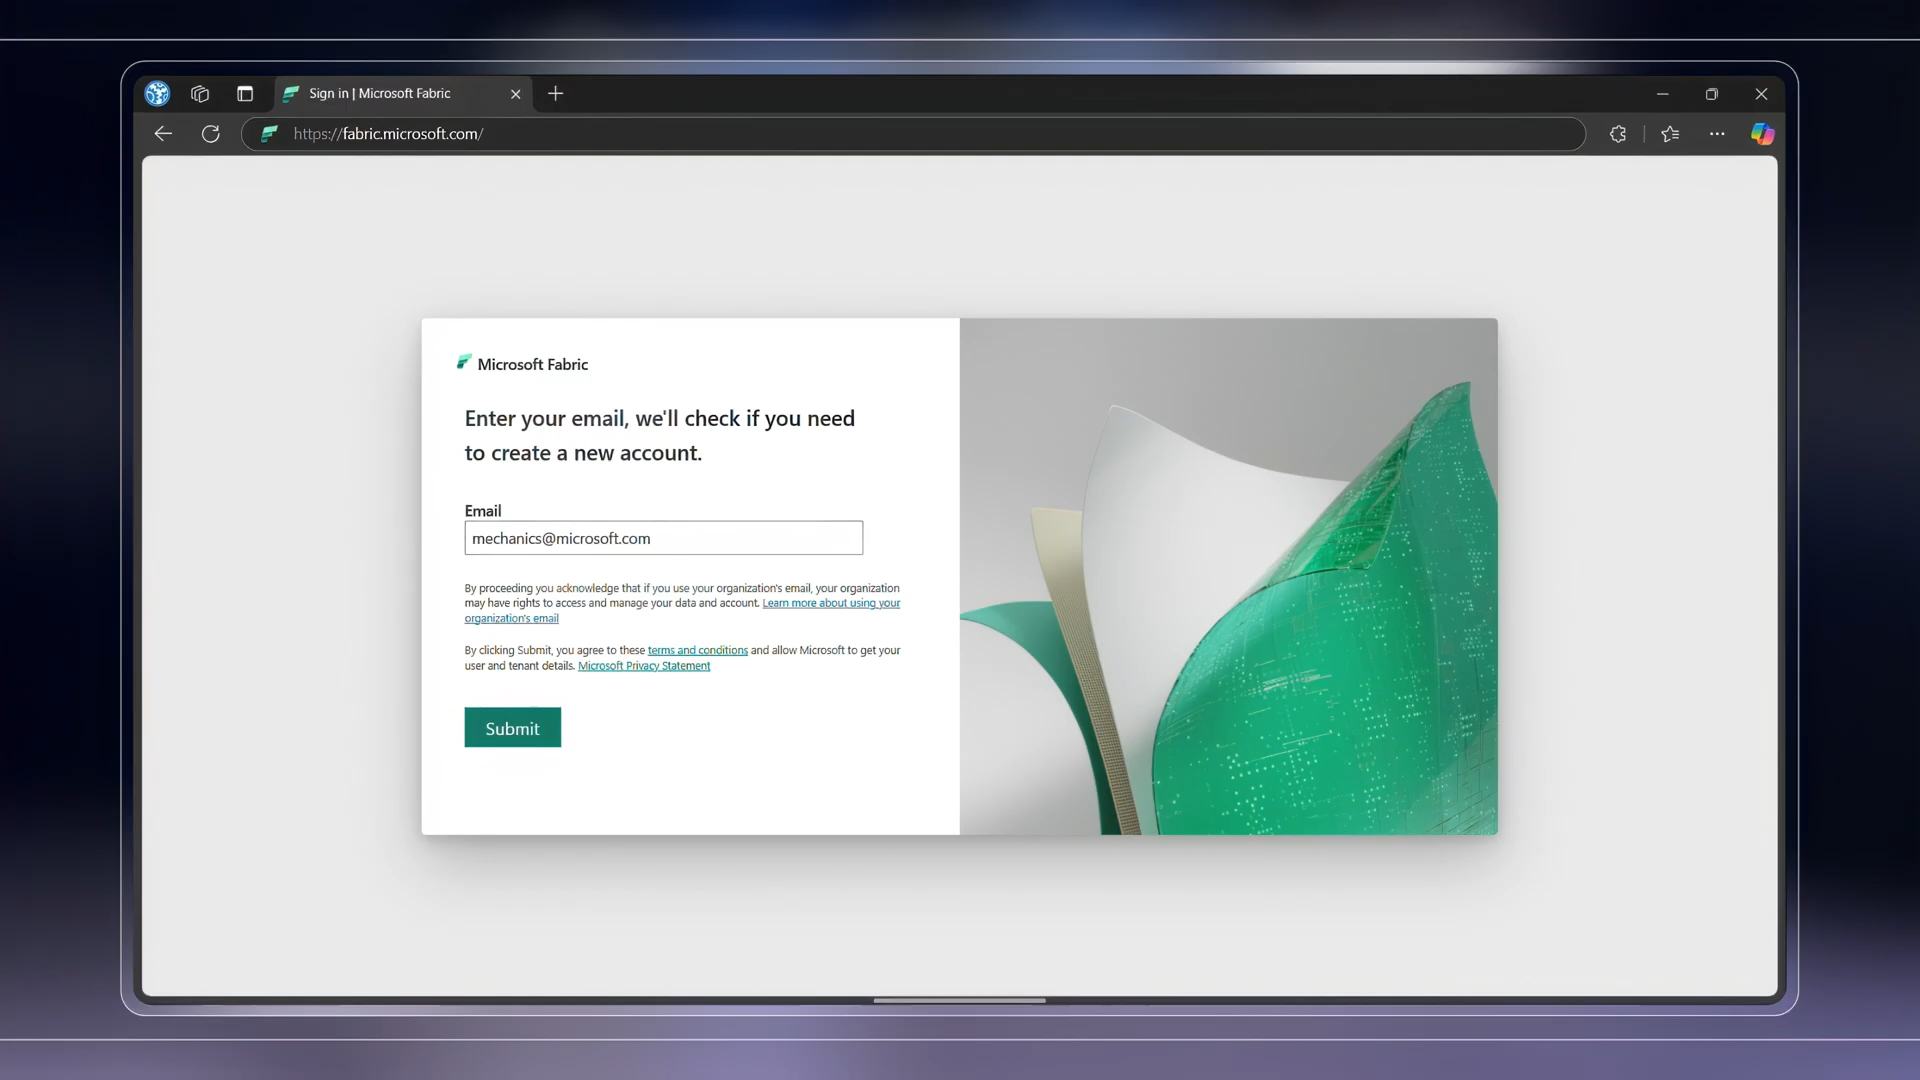 Sign in | Microsoft Fabric
https://fabric.microsoft.com/
Microsoft Fabric
Enter your email, we'll check if you need
to create a new account.
Email
mechanics@microsoft.com
By proceeding you acknowledge that if you use your organization's email, your organization
may have rights to access and manage your data and account. Learn more about using your
organization's email
By clicking Submit, you agree to these terms and conditions and allow Microsoft to get your
user and tenant details. Microsoft Privacy Statement
Submit